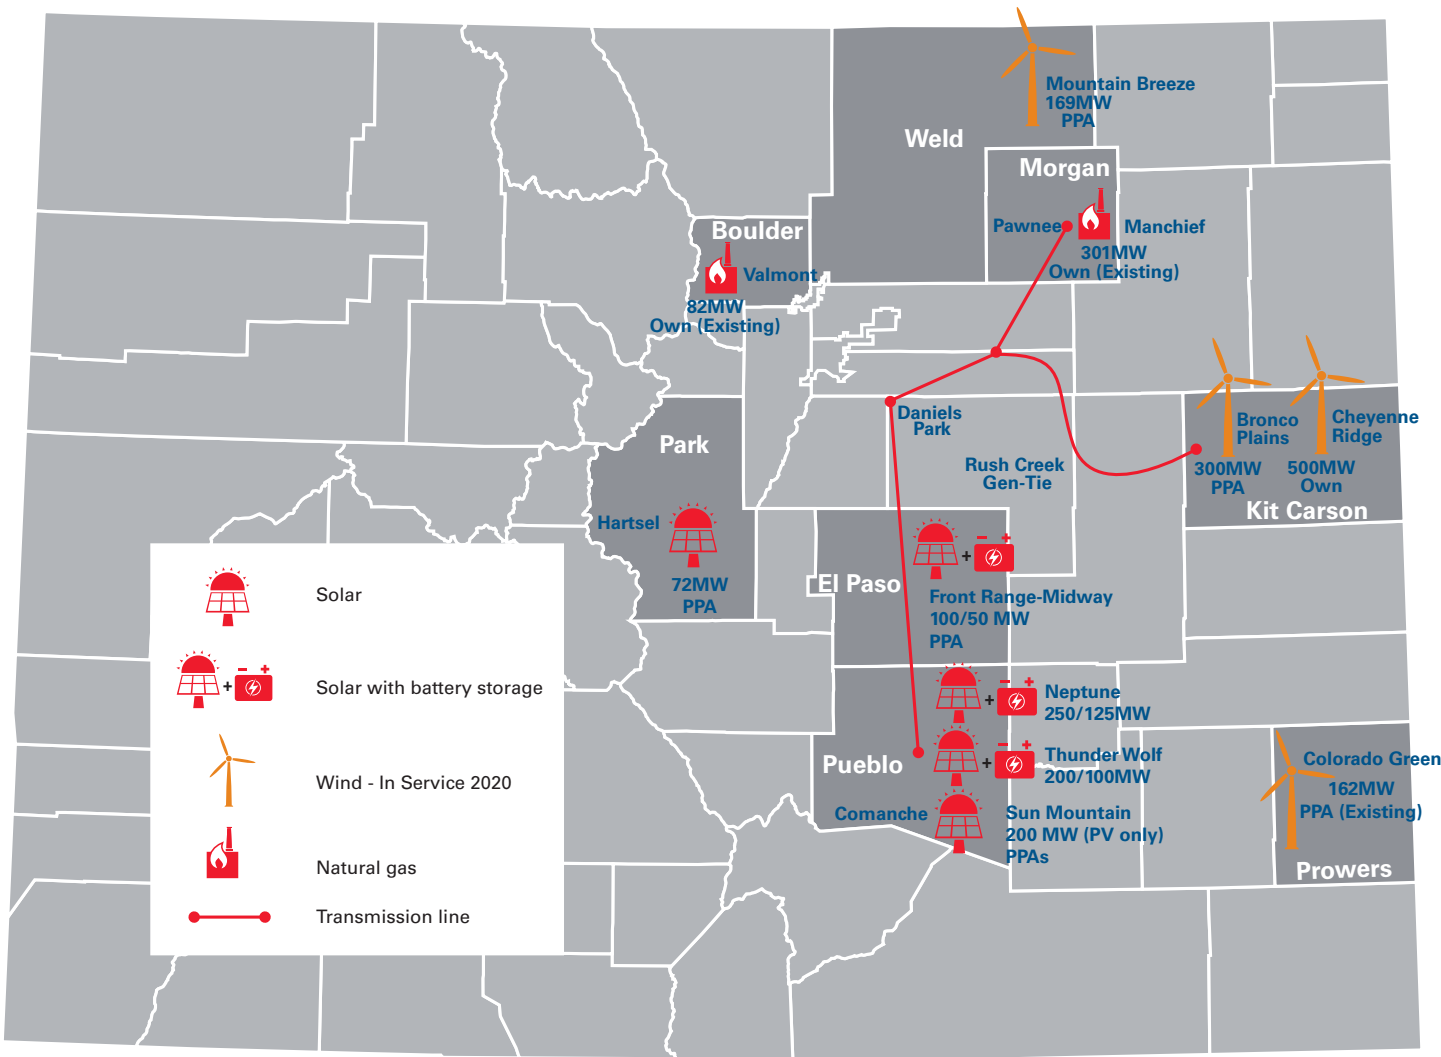 Mountain Breeze
169MW
PPA
Weld
Morgan
Pawnee
Manchief
301MW
Own (Existing)
Boulder
Valmont
82MW
Own (Existing)
Daniels
Park
Bronco
Plains
300MW
PPA
Cheyenne
Ridge
500MW
Own
Kit Carson
Rush Creek
Gen-Tie
Park
Hartsel
72MW
PPA
El Paso
- +
+
Front Range-Midway
100/50 MW
PPA
- +
+
Neptune
250/125MW
Pueblo
- +
+
Thunder Wolf
200/100MW
Comanche
Sun Mountain
200 MW (PV only)
PPAs
Colorado Green
162MW
PPA (Existing)
Prowers
Solar
- +
+
Solar with battery storage
Wind - In Service 2020
Natural gas
Transmission line